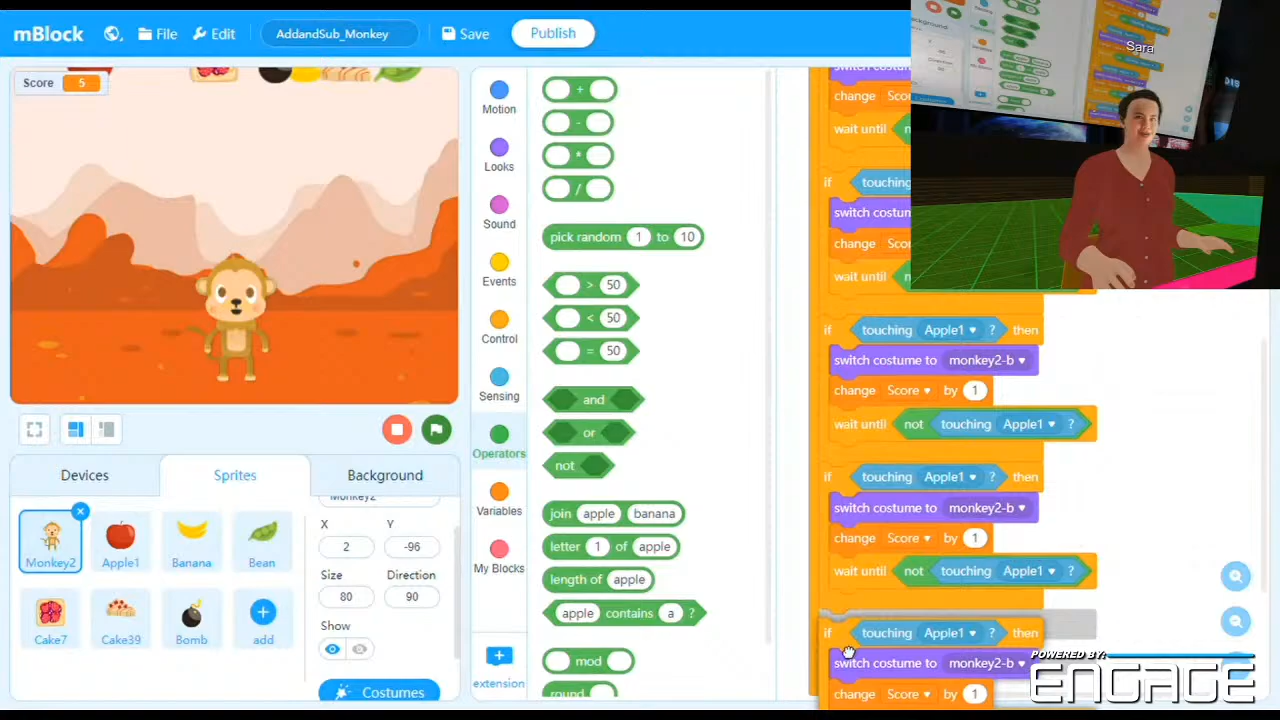 mBlock File Edit AddandSub_Monkey Save Publish
Sara
Score 5
Motion
Looks
Sound
Events
Control
Sensing
Operators
Variables
My Blocks
extension
+
-
*
/
pick random 1 to 10
> 50
< 50
= 50
and
or
not
join apple banana
letter 1 of apple
length of apple
apple contains a ?
mod
round
change Sco
wait until
if touching
switch costum
change Sco
wait until
if touching Apple1 ? then
switch costume to monkey2-b
change Score by 1
wait until not touching Apple1 ?
if touching Apple1 ? then
switch costume to monkey2-b
change Score by 1
wait until not touching Apple1 ?
if touching Apple1 ? then
switch costume to monkey2-b
change Score by 1
Devices Sprites Background
Monkey2 Apple1 Banana Bean
Cake7 Cake39 Bomb add
Monkey2
X Y
2 -96
Size Direction
80 90
Show
Costumes
POWERED BY:
ENGAGE